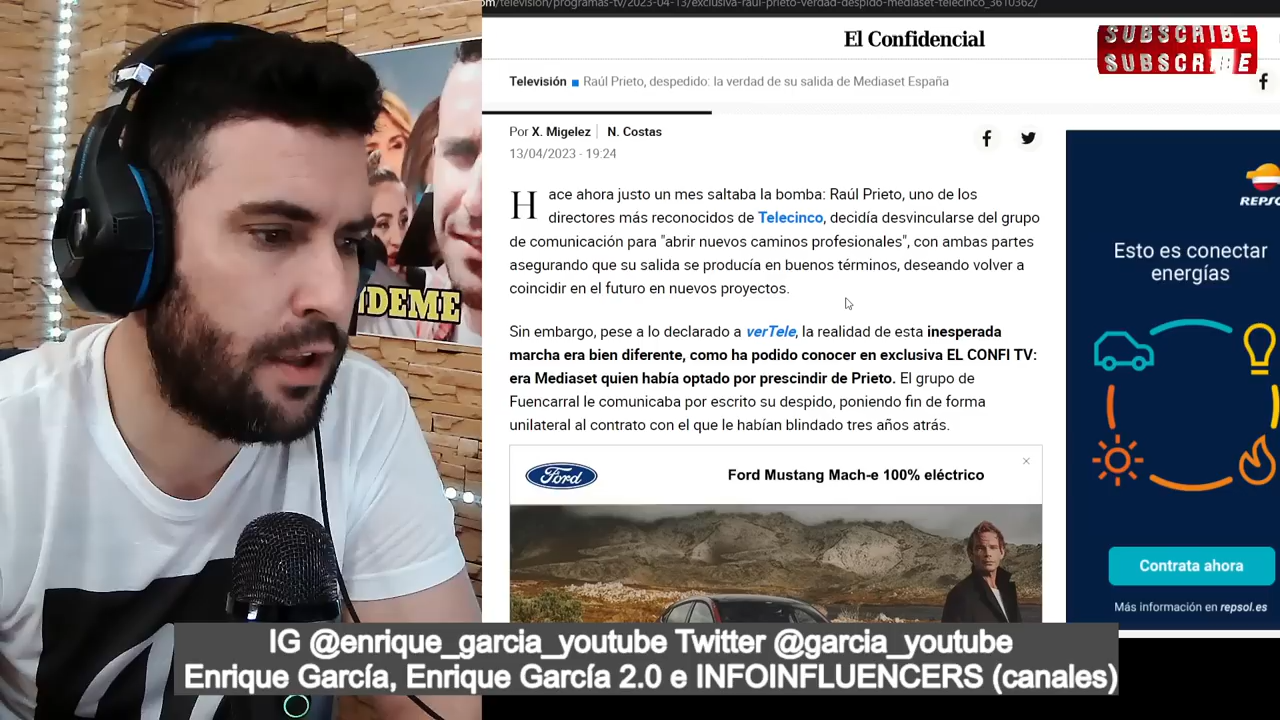 om/television/programas-tv/2023-04-13/exclusiva-raul-prieto-verdad-despido-mediaset-telecinco_3610362/
El Confidencial
SUBSCRIBE
SUBSCRIBE
Televisión ■ Raúl Prieto, despedido: la verdad de su salida de Mediaset España
Por X. Migelez | N. Costas
13/04/2023 - 19:24
Hace ahora justo un mes saltaba la bomba: Raúl Prieto, uno de los
directores más reconocidos de Telecinco, decidía desvincularse del grupo
de comunicación para "abrir nuevos caminos profesionales", con ambas partes
asegurando que su salida se producía en buenos términos, deseando volver a
coincidir en el futuro en nuevos proyectos.
Sin embargo, pese a lo declarado a verTele, la realidad de esta inesperada
marcha era bien diferente, como ha podido conocer en exclusiva EL CONFI TV:
era Mediaset quien había optado por prescindir de Prieto. El grupo de
Fuencarral le comunicaba por escrito su despido, poniendo fin de forma
unilateral al contrato con el que le habían blindado tres años atrás.
Ford
Ford Mustang Mach-e 100% eléctrico
REPSO
Esto es conectar
energías
Contrata ahora
Más información en repsol.es
NDEME
IG @enrique_garcia_youtube Twitter @garcia_youtube
Enrique García, Enrique García 2.0 e INFOINFLUENCERS (canales)